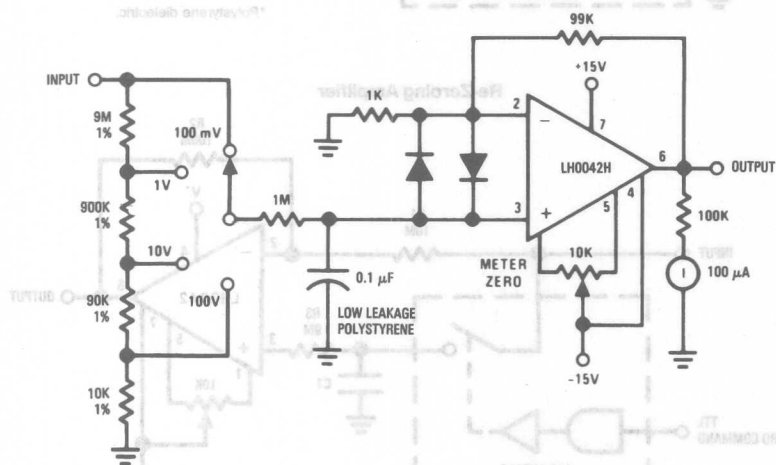 *Polystyrene dielectric.
99K
+15V
INPUT
Re-Zeroing Amplifier
1K
2
7
9M
1%
100 mV
LH0042H
6
OUTPUT
1V
5
4
900K
1%
1M
3
100K
10V
METER
ZERO
10K
100 μA
0.1 μF
90K
1%
100V
LOW LEAKAGE
POLYSTYRENE
-15V
10K
1%